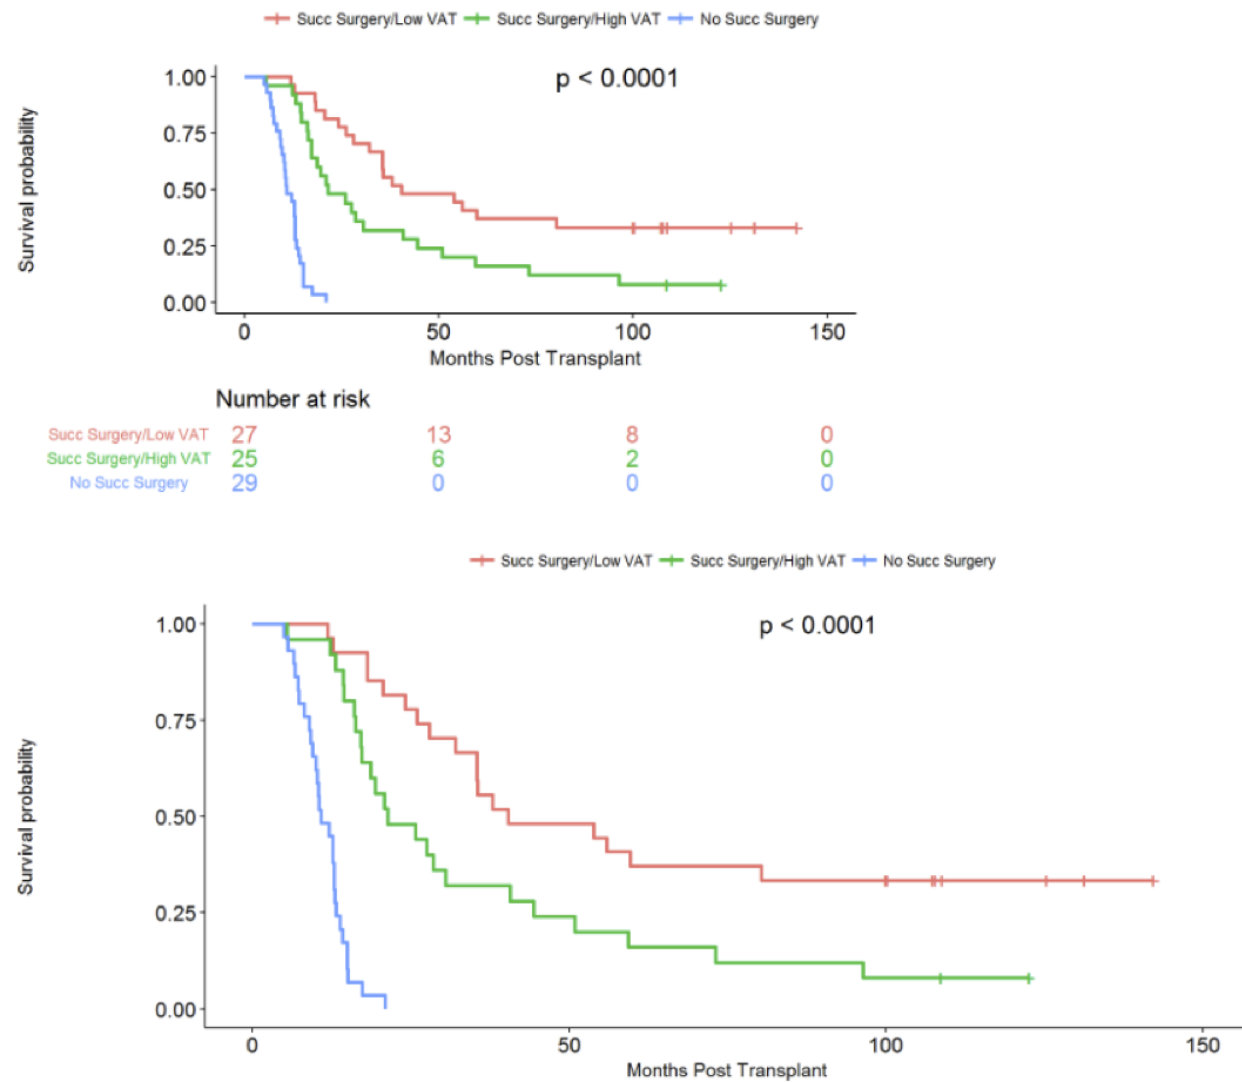 Succ Surgery/Low VAT Succ Surgery/High VAT No Succ Surgery
p < 0.0001
Survival probability
1.00
0.75
0.50
0.25
0.00
0 50 100 150
Months Post Transplant
Number at risk
Succ Surgery/Low VAT 27 13 8 0
Succ Surgery/High VAT 25 6 2 0
No Succ Surgery 29 0 0 0
Succ Surgery/Low VAT Succ Surgery/High VAT No Succ Surgery
p < 0.0001
Survival probability
1.00
0.75
0.50
0.25
0.00
0 50 100 150
Months Post Transplant